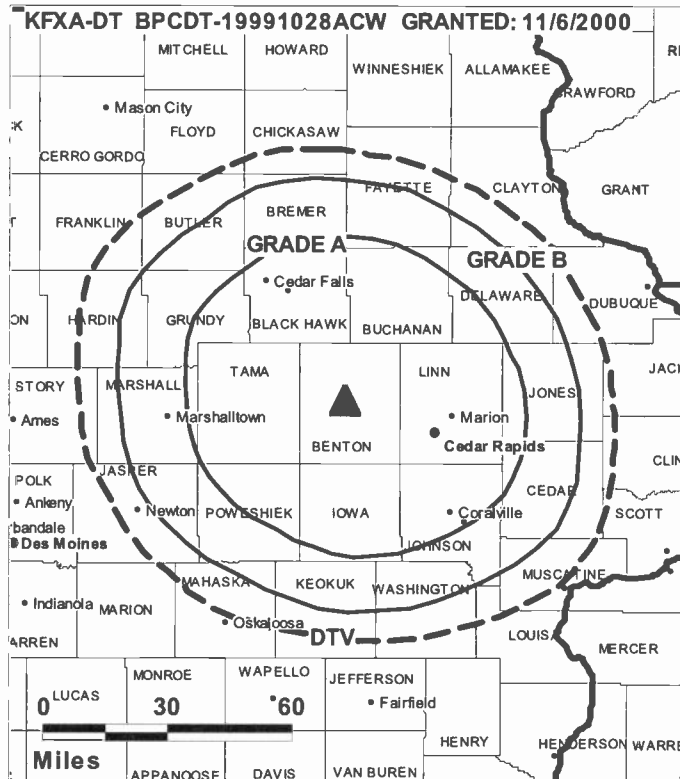 KFXA-DT BPCDT-19991028ACW GRANTED: 11/6/2000
MITCHELL HOWARD
WINNESHIEK ALLAMAKEE
CRAWFORD
Mason City
FLOYD CHICKASAW
CERRO GORDO
FAYETTE CLAYTON GRANT
FRANKLIN BUTLER BREMER
GRADE A GRADE B
Cedar Falls
DELAWARE DUBUQUE
HARDIN GRUNDY BLACK HAWK BUCHANAN
STORY MARSHALL TAMA LINN JONES
Ames Marshalltown Marion
BENTON Cedar Rapids
JASPER
POLK CEDAR
Ankeny Newton POWESHIEK IOWA Coralville SCOTT
Des Moines JOHNSON
MAHASKA KEOKUK WASHINGTON MUSCATINE
Indianola MARION
Oskaloosa DTV LOUISA MERCER
MONROE WAPELLO JEFFERSON
LUCAS
0 30 60 Fairfield
HENRY HENDERSON
Miles
APPANOOSE DAVIS VAN BUREN